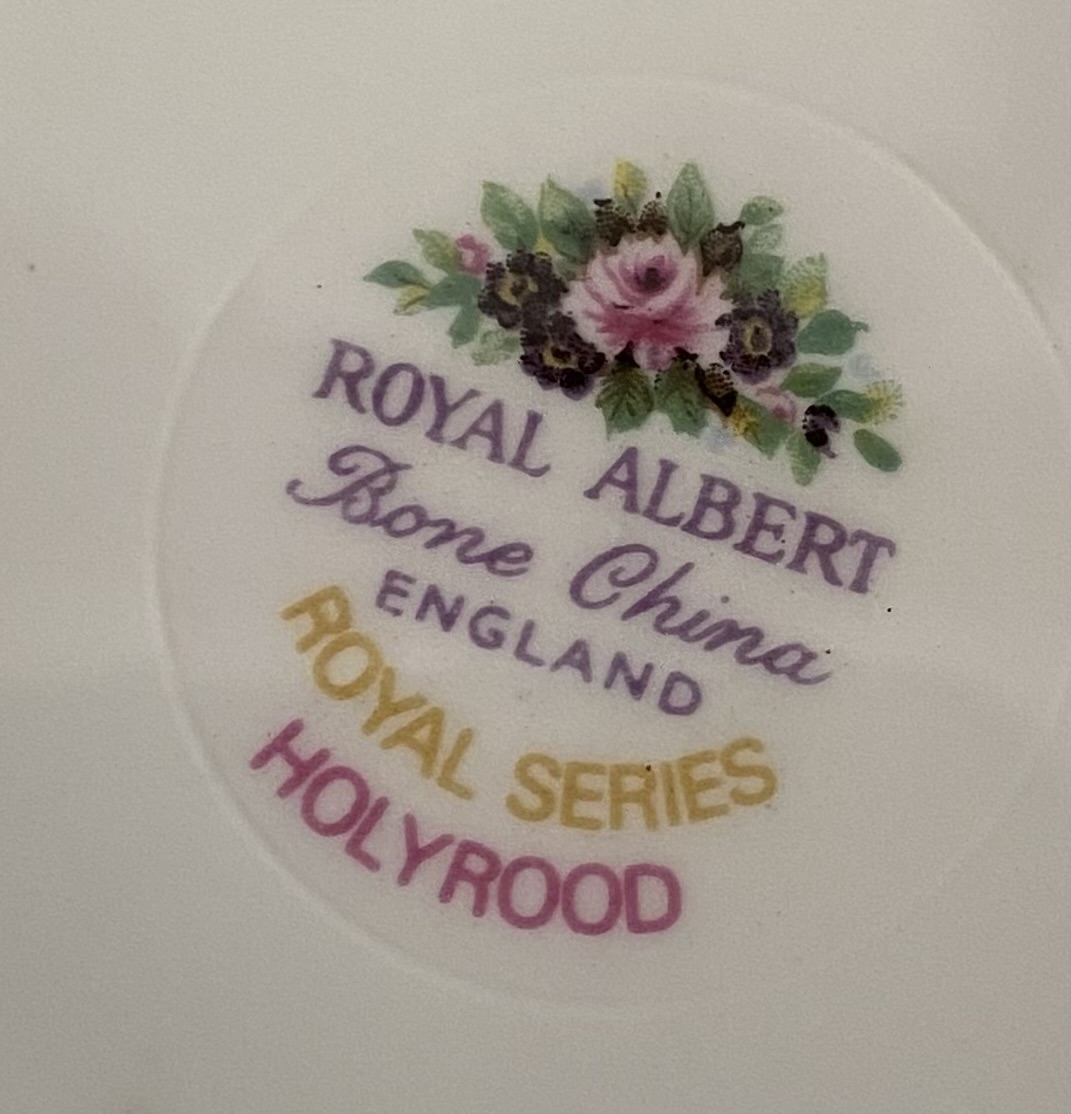 ROYAL ALBERT
Bone China
ENGLAND
ROYAL SERIES
HOLYROOD